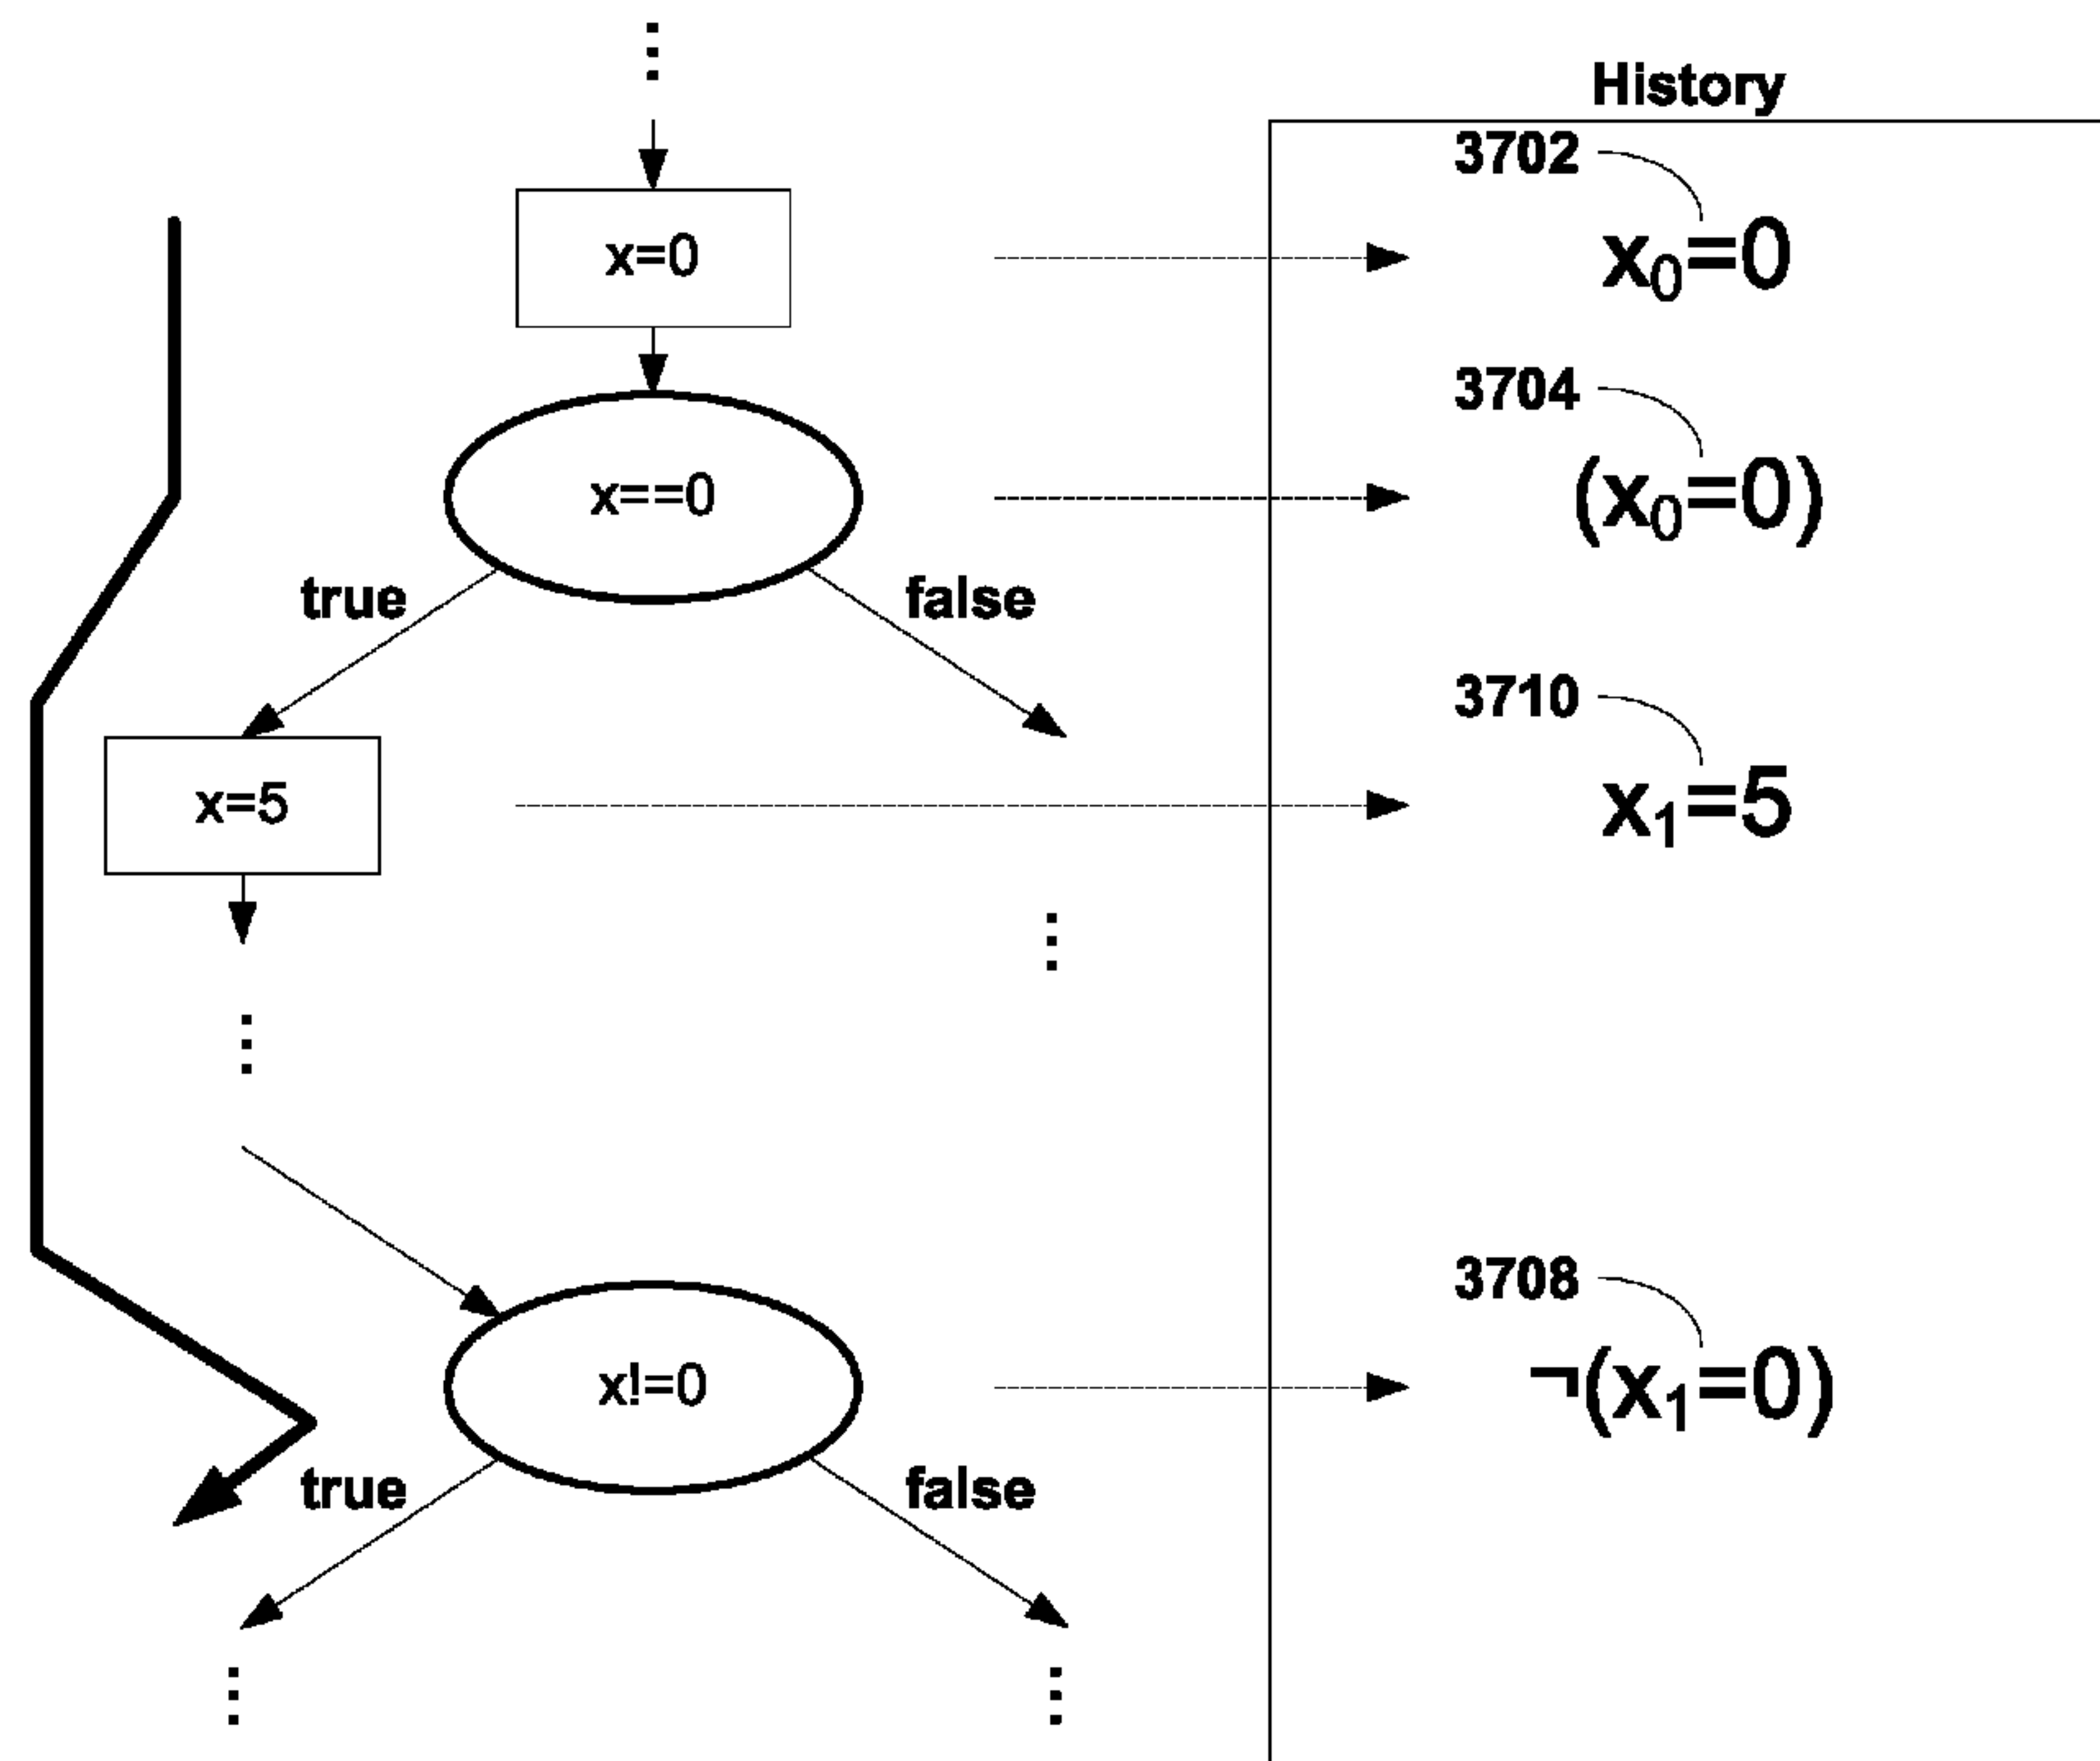 History
3702
x=0
x₀=0
3704
x==0
(x₀=0)
true
false
3710
x=5
x₁=5
3708
x!=0
¬(x₁=0)
true
false